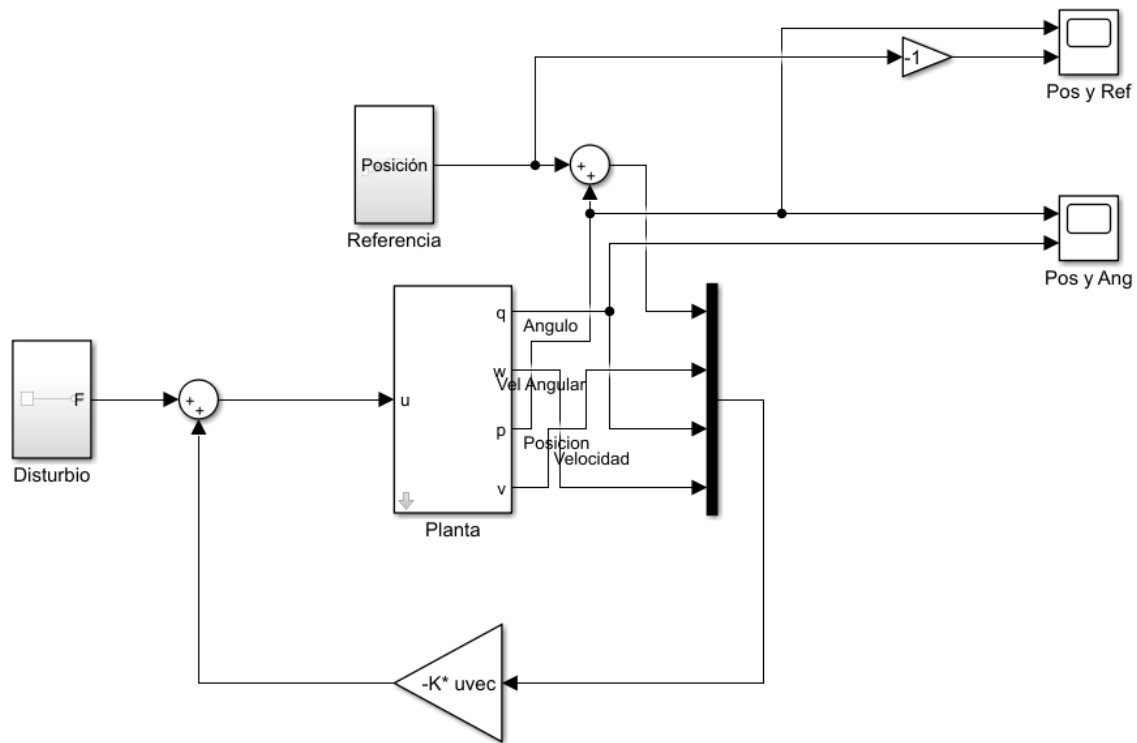 -1
Pos y Ref
Posición
+
+
Referencia
Pos y Ang
q
Angulo
w
Vel Angular
F
+
+
u
p
Posicion
Velocidad
v
Disturbio
Planta
-K* uvec